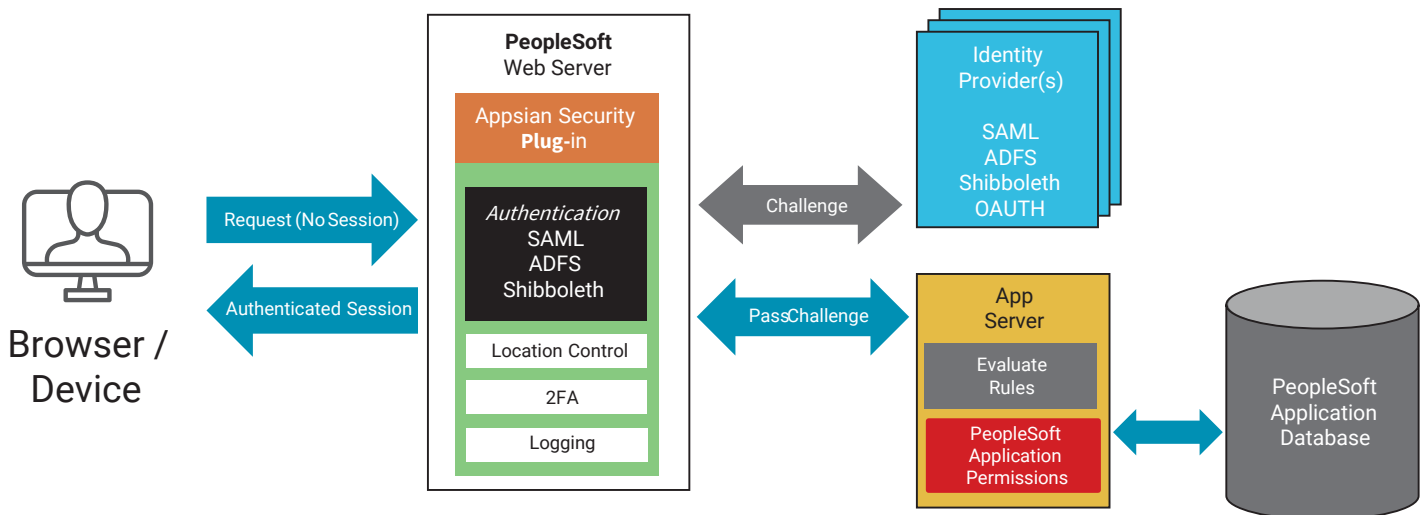 Browser /
Device
Request (No Session)
Authenticated Session
PeopleSoft
Web Server
Appsian Security
Plug-in
Authentication
SAML
ADFS
Shibboleth
Location Control
2FA
Logging
Challenge
PassChallenge
Identity
Provider(s)
SAML
ADFS
Shibboleth
OAUTH
App
Server
Evaluate
Rules
PeopleSoft
Application
Permissions
PeopleSoft
Application
Database